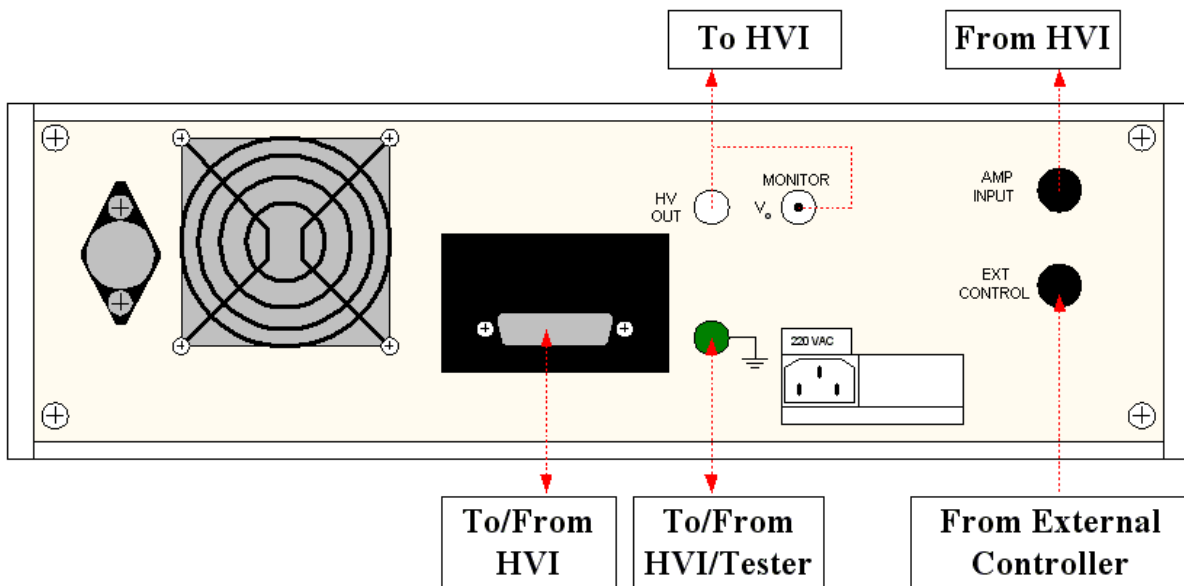 To HVI
From HVI
HV
OUT
MONITOR
Vo
AMP
INPUT
EXT
CONTROL
220 VAC
To/From
HVI
To/From
HVI/Tester
From External
Controller